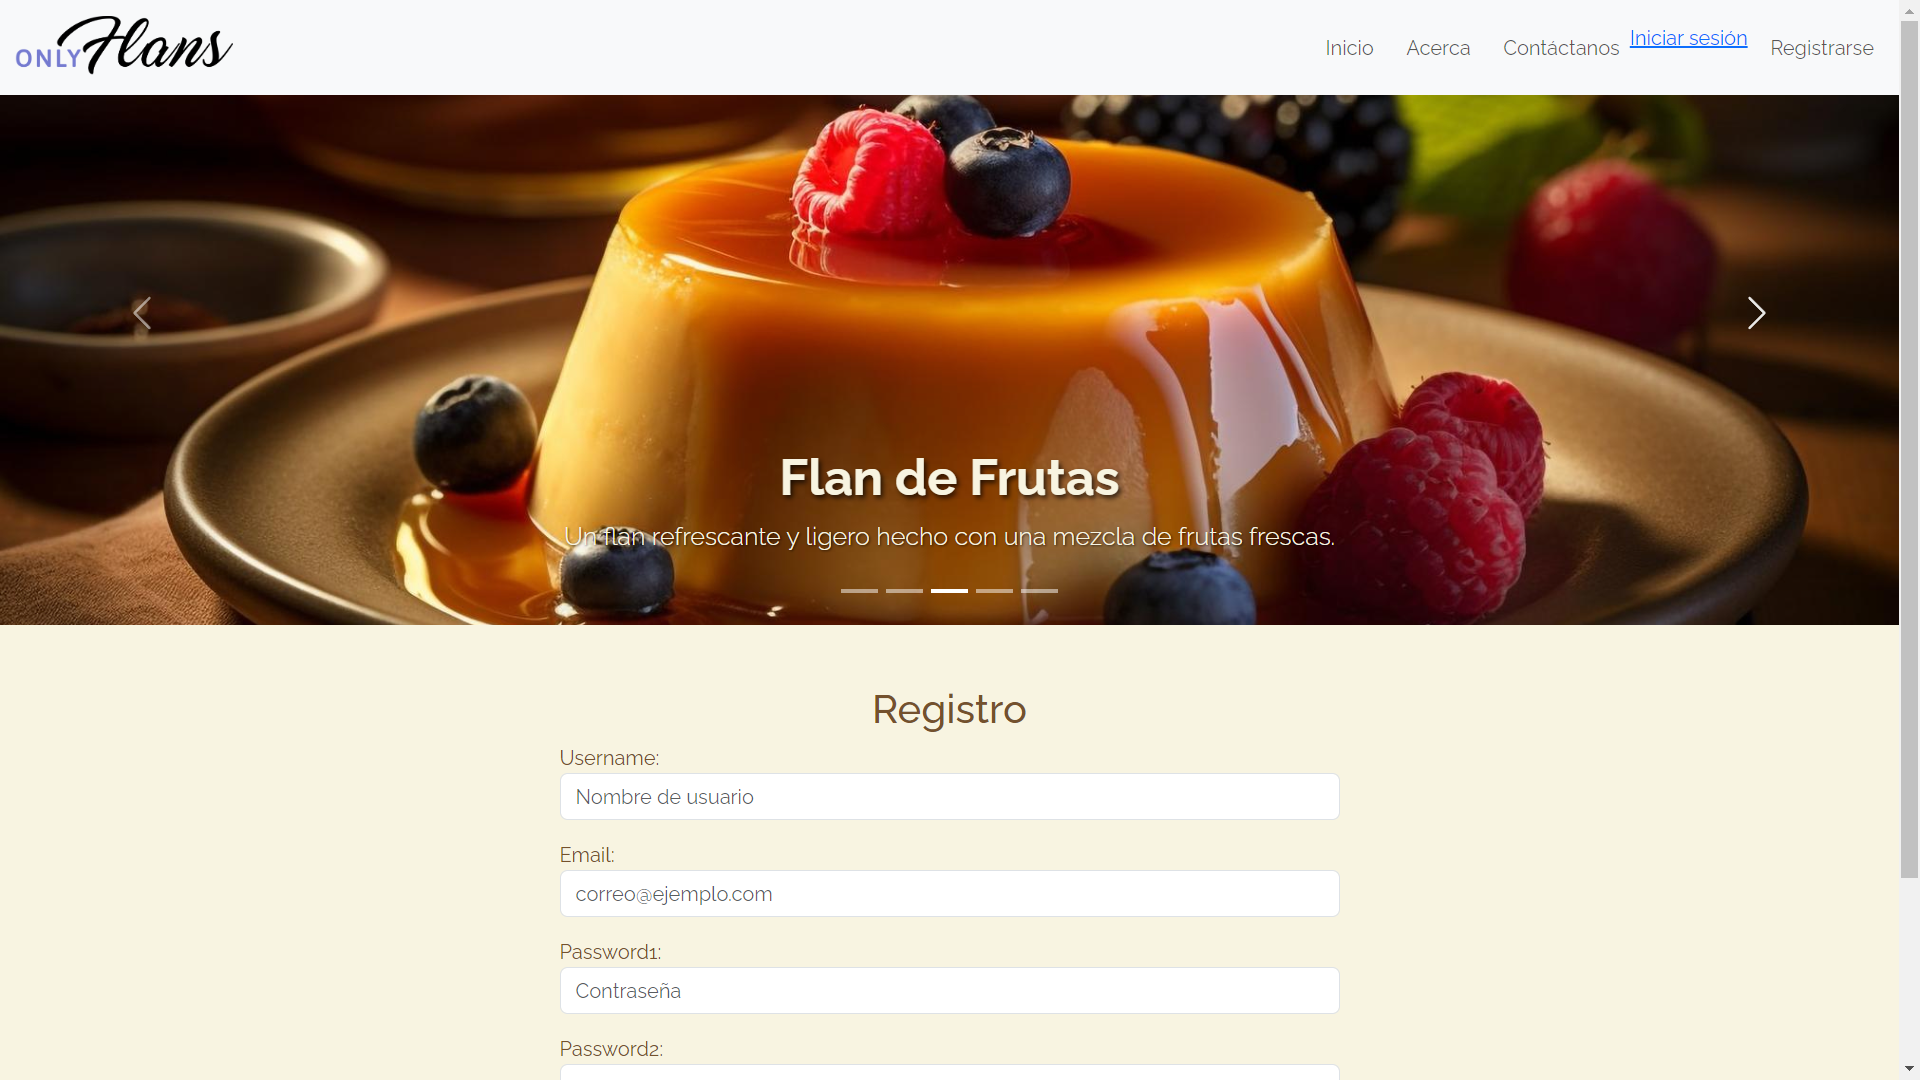 ONLY Flans
Inicio Acerca Contáctanos Iniciar sesión Registrarse
Flan de Frutas
Un flan refrescante y ligero hecho con una mezcla de frutas frescas.
Registro
Username:
Nombre de usuario
Email:
correo@ejemplo.com
Password1:
Contraseña
Password2: